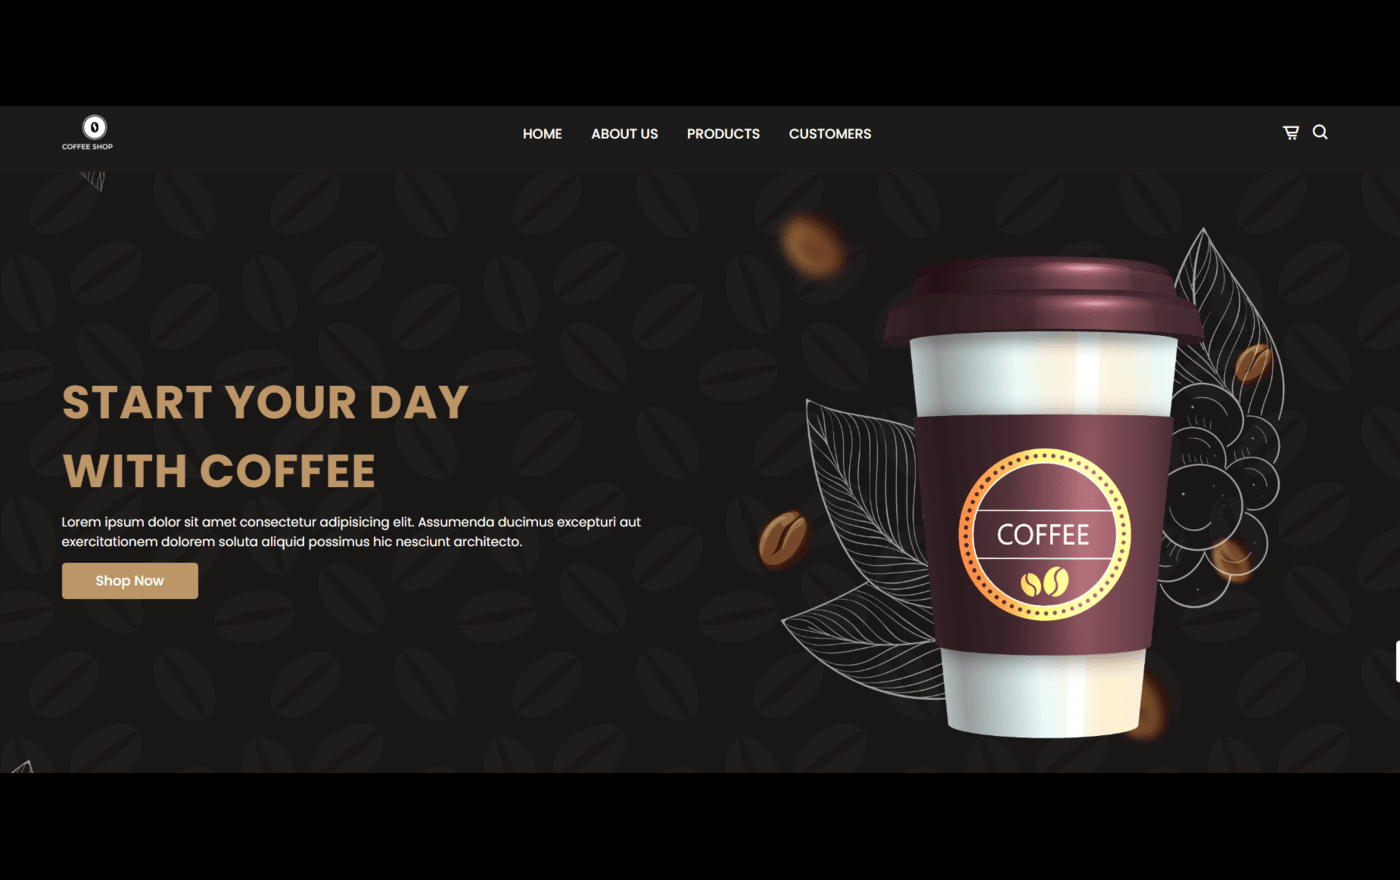 COFFEE SHOP
HOME ABOUT US PRODUCTS CUSTOMERS
START YOUR DAY
WITH COFFEE
Lorem ipsum dolor sit amet consectetur adipisicing elit. Assumenda ducimus excepturi aut
exercitationem dolorem soluta aliquid possimus hic nesciunt architecto.
Shop Now
COFFEE